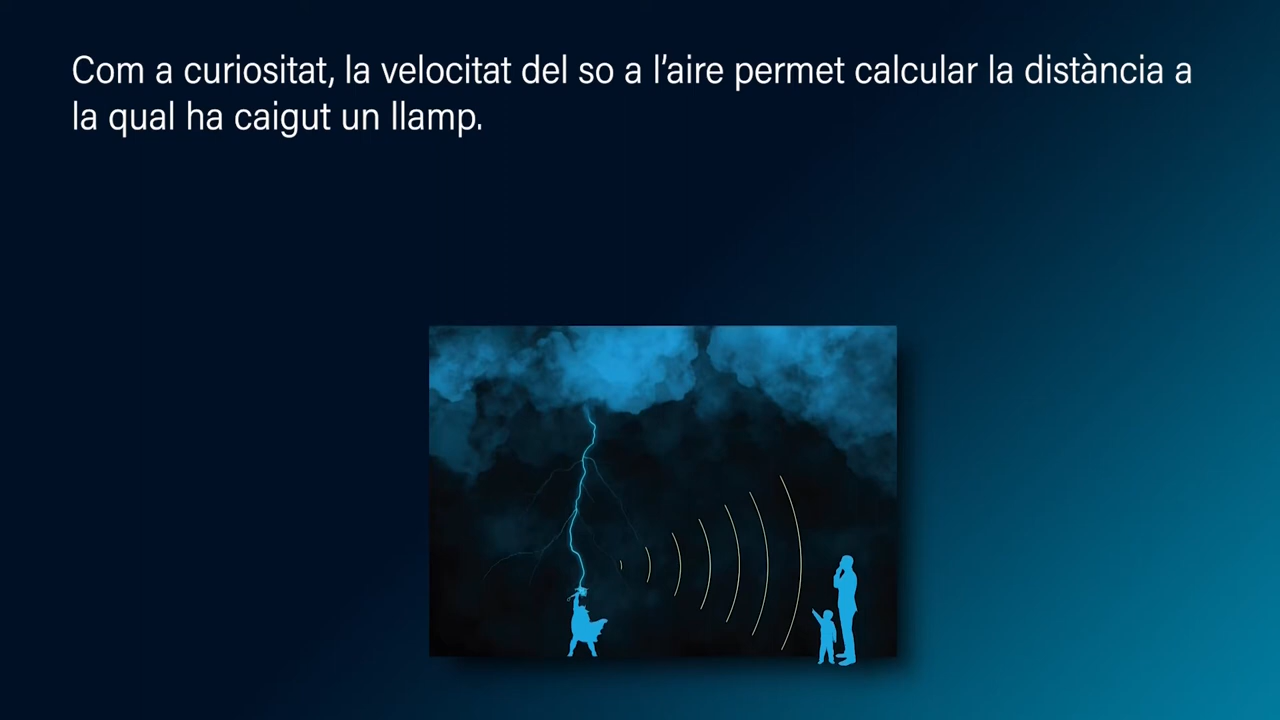 Com a curiositat, la velocitat del so a l’aire permet calcular la distància a
la qual ha caigut un llamp.